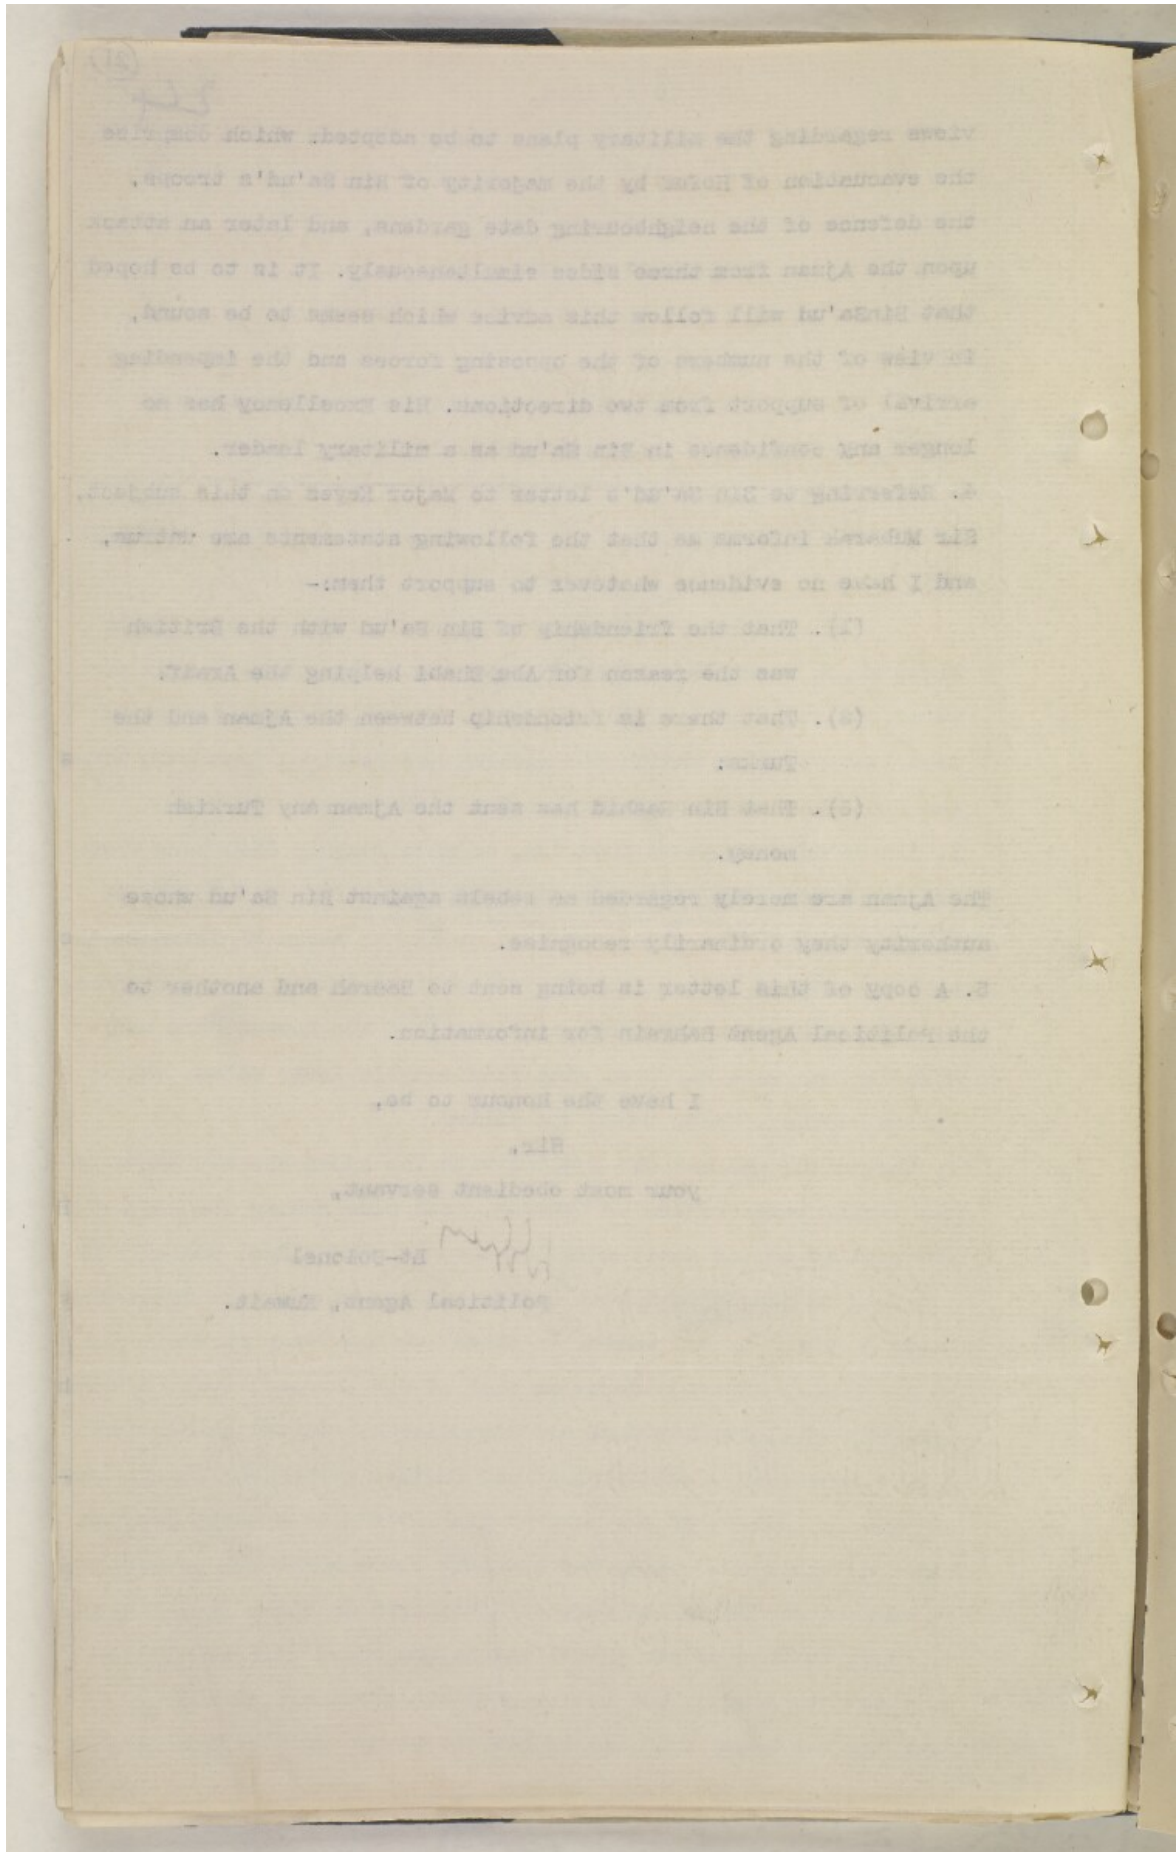 views regarding the military plans to be adopted: which comprise
the evacuation of Hofuf by the majority of Bin Sa'ud's troops,
the defence of the neighbouring date gardens, and later an attack
upon the Ajman from three sides simultaneously. It is to be hoped
that BinSa'ud will follow this advice which seems to be sound,
in view of the numbers of the opposing forces and the impending
arrival of support from two directions. His Excellency has no
longer any confidence in Bin Sa'ud as a military leader.
4. Referring to Bin Sa'ud's letter to Major Keyes on this subject,
Sir Mubarak informs me that the following statements are untrue,
and I have no evidence whatever to support them:-
(1). That the friendship of Bin Sa'ud with the British
was the reason for Abu Dhabi helping the Araif.
(2). That there is friendship between the Ajman and the
Turks.
(3). That Bin Rashid has sent the Ajman any Turkish
money.
The Ajman are merely regarded as rebels against Bin Sa'ud whose
authority they ordinarily recognise.
5. A copy of this letter is being sent to Basrah and another to
the Political Agent Bahrain for information.
I have the honour to be,
Sir,
your most obedient servant,
Lt-Colonel
Political Agent, Kuwait.